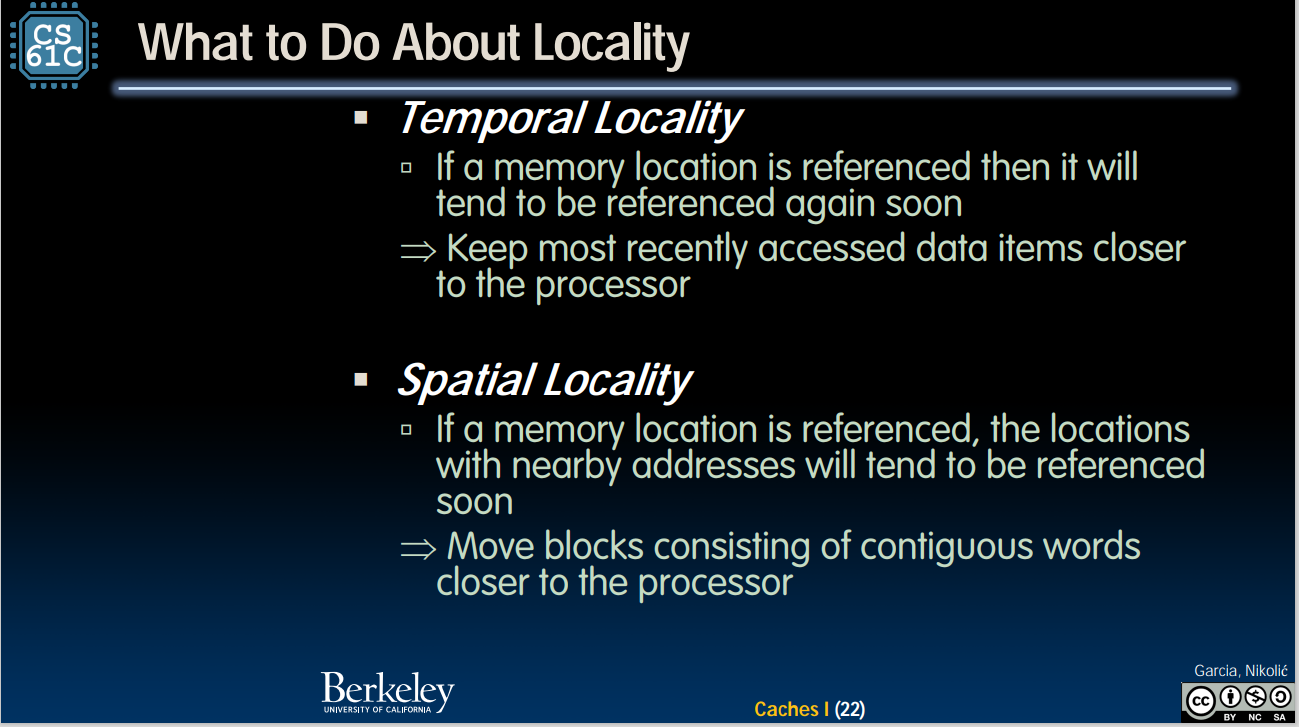 CS
61C
What to Do About Locality
▪ Temporal Locality
▫ If a memory location is referenced then it will
tend to be referenced again soon
⇒ Keep most recently accessed data items closer
to the processor
▪ Spatial Locality
▫ If a memory location is referenced, the locations
with nearby addresses will tend to be referenced
soon
⇒ Move blocks consisting of contiguous words
closer to the processor
Berkeley
UNIVERSITY OF CALIFORNIA
Caches I (22)
Garcia, Nikolić
cc
BY NC SA